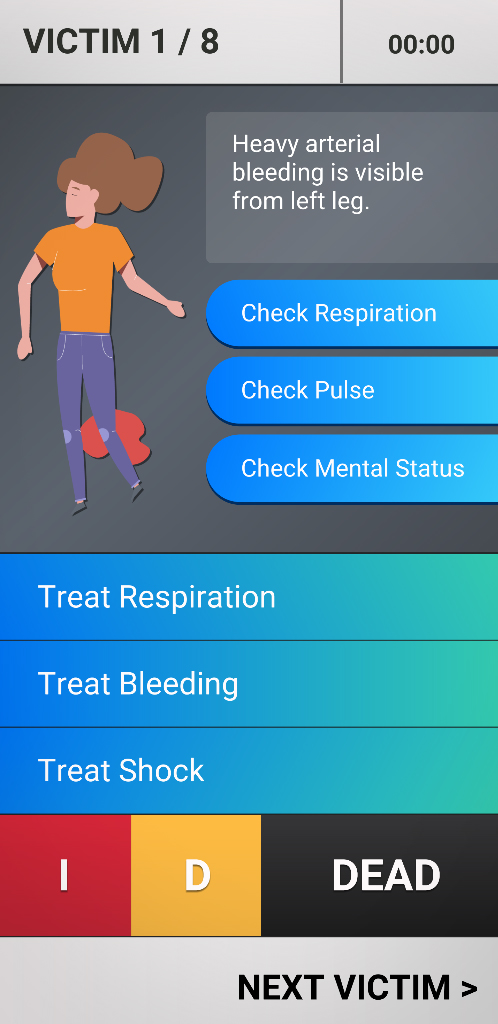 VICTIM 1 / 8
00:00
Heavy arterial
bleeding is visible
from left leg.
Check Respiration
Check Pulse
Check Mental Status
Treat Respiration
Treat Bleeding
Treat Shock
I
D
DEAD
NEXT VICTIM >